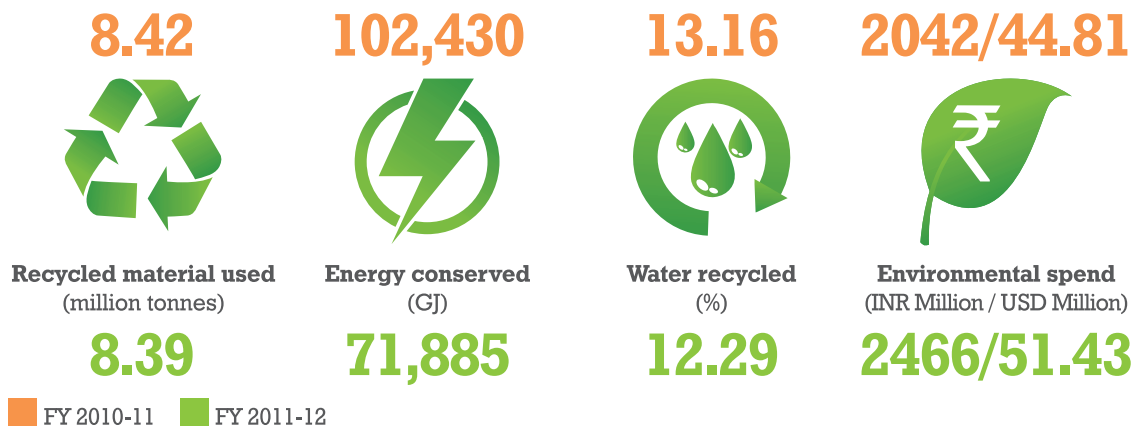 8.42 102,430 13.16 2042/44.81
₹
Recycled material used Energy conserved Water recycled Environmental spend
(million tonnes) (GJ) (%) (INR Million / USD Million)
8.39 71,885 12.29 2466/51.43
FY 2010-11 FY 2011-12